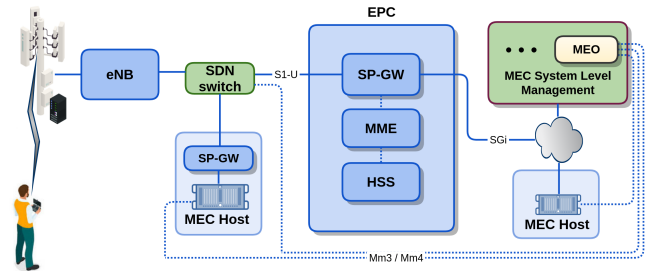 EPC
eNB
SDN
switch
S1-U
SP-GW
MME
HSS
SP-GW
MEC Host
• • •
MEO
MEC System Level
Management
SGi
MEC Host
Mm3 / Mm4